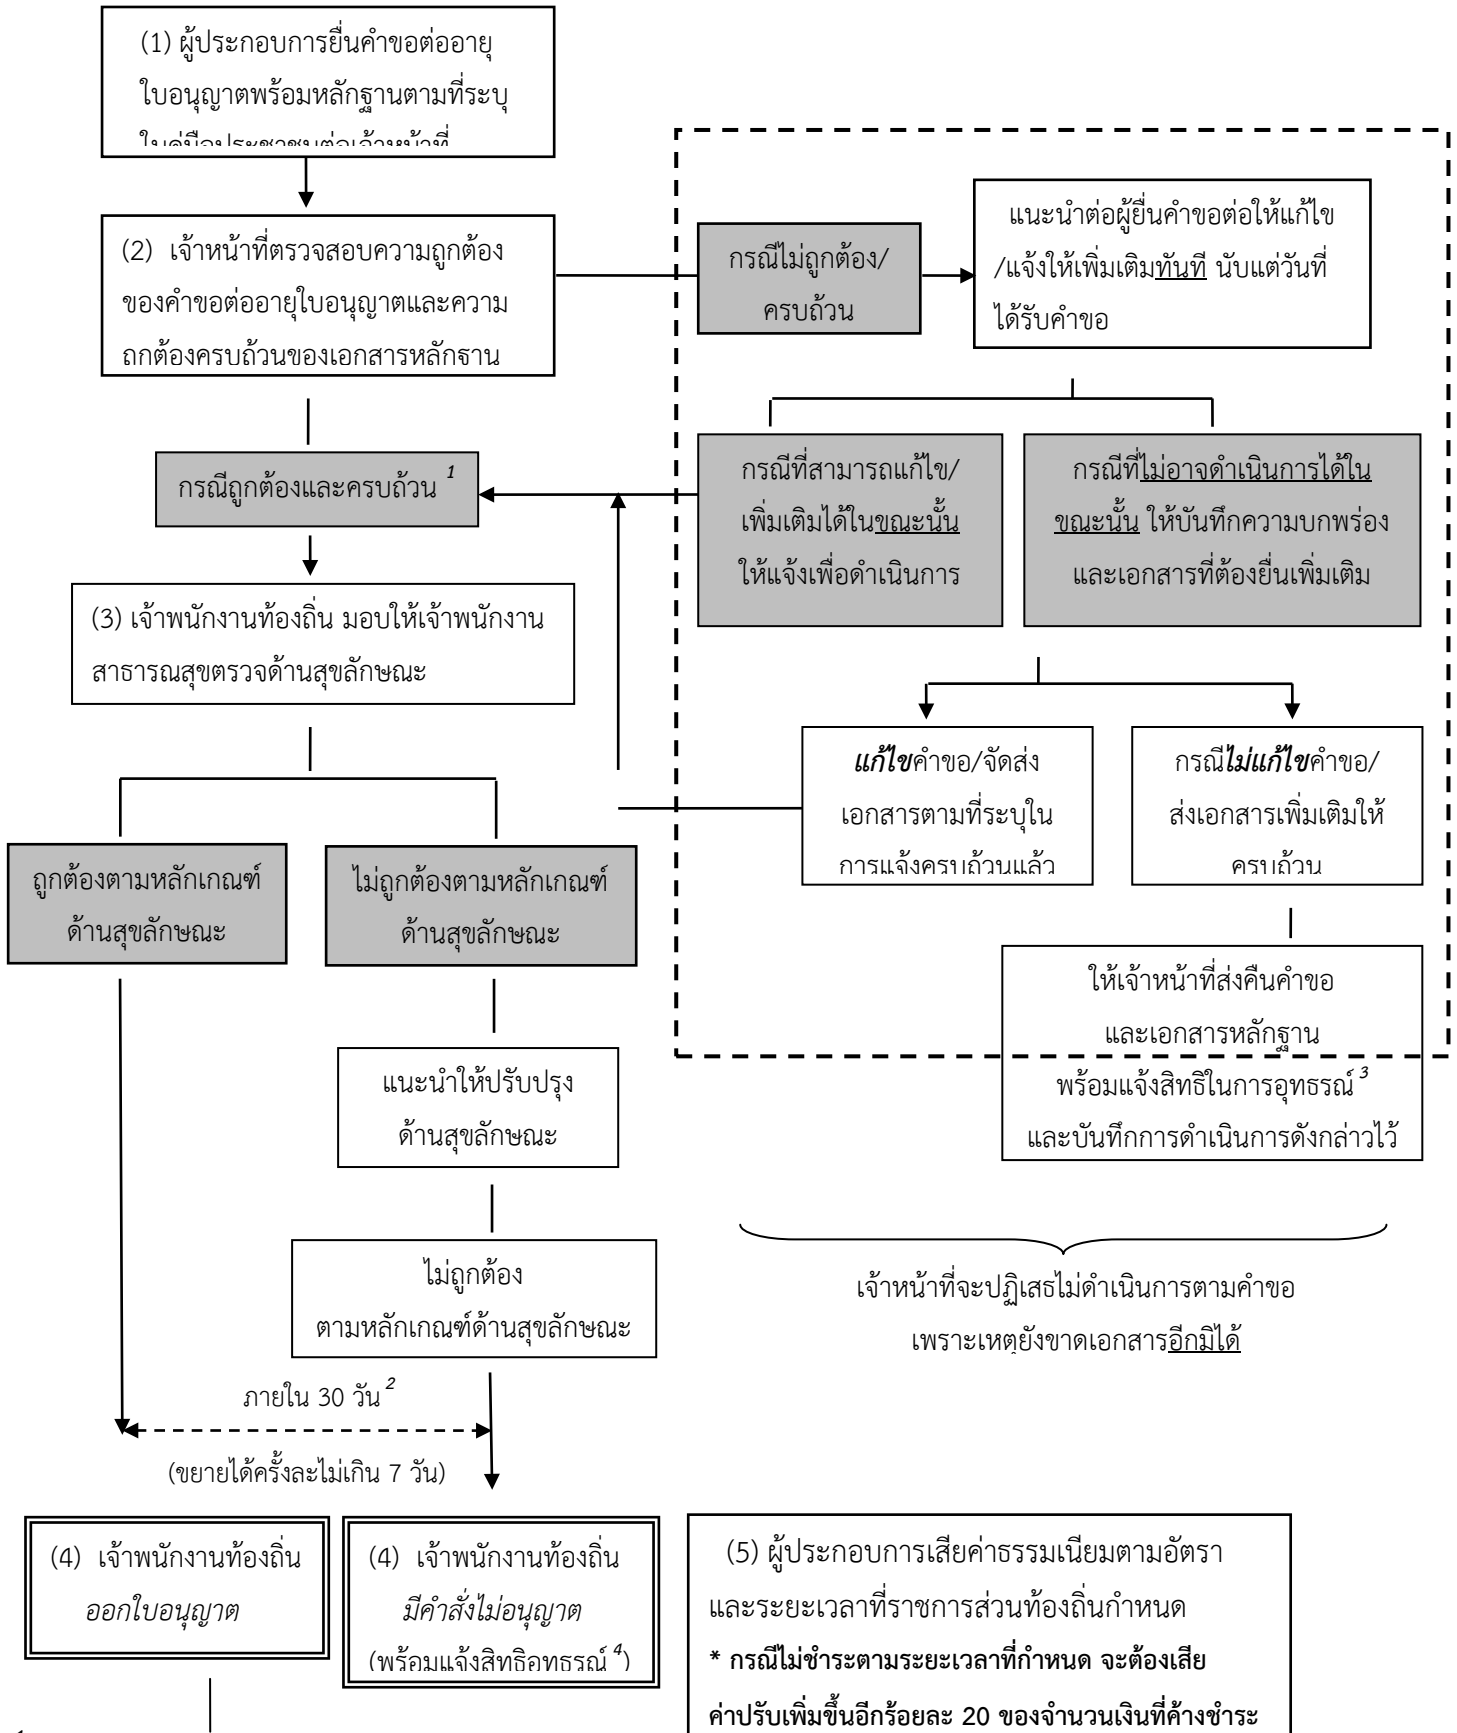 (1) ผู้ประกอบการยื่นคำขอต่ออายุ
ใบอนุญาตพร้อมหลักฐานตามที่ระบุ
ในคู่มือประชาชนต่อเจ้าหน้าที่
(2) เจ้าหน้าที่ตรวจสอบความถูกต้อง
ของคำขอต่ออายุใบอนุญาตและความ
ถูกต้องครบถ้วนของเอกสารหลักฐาน
กรณีไม่ถูกต้อง/
ครบถ้วน
แนะนำต่อผู้ยื่นคำขอต่อให้แก้ไข
/แจ้งให้เพิ่มเติมทันที นับแต่วันที่
ได้รับคำขอ
กรณีถูกต้องและครบถ้วน 1
กรณีที่สามารถแก้ไข/
เพิ่มเติมได้ในขณะนั้น
ให้แจ้งเพื่อดำเนินการ
กรณีที่ไม่อาจดำเนินการได้ใน
ขณะนั้น ให้บันทึกความบกพร่อง
และเอกสารที่ต้องยื่นเพิ่มเติม
(3) เจ้าพนักงานท้องถิ่น มอบให้เจ้าพนักงาน
สาธารณสุขตรวจด้านสุขลักษณะ
แก้ไขคำขอ/จัดส่ง
เอกสารตามที่ระบุใน
การแจ้งครบถ้วนแล้ว
กรณีไม่แก้ไขคำขอ/
ส่งเอกสารเพิ่มเติมให้
ครบถ้วน
ถูกต้องตามหลักเกณฑ์
ด้านสุขลักษณะ
ไม่ถูกต้องตามหลักเกณฑ์
ด้านสุขลักษณะ
ให้เจ้าหน้าที่ส่งคืนคำขอ
และเอกสารหลักฐาน
พร้อมแจ้งสิทธิในการอุทธรณ์ 3
และบันทึกการดำเนินการดังกล่าวไว้
แนะนำให้ปรับปรุง
ด้านสุขลักษณะ
ไม่ถูกต้อง
ตามหลักเกณฑ์ด้านสุขลักษณะ
เจ้าหน้าที่จะปฏิเสธไม่ดำเนินการตามคำขอ
เพราะเหตุยังขาดเอกสารอีกมิได้
ภายใน 30 วัน 2
(ขยายได้ครั้งละไม่เกิน 7 วัน)
(4) เจ้าพนักงานท้องถิ่น
ออกใบอนุญาต
(4) เจ้าพนักงานท้องถิ่น
มีคำสั่งไม่อนุญาต
(พร้อมแจ้งสิทธิอุทธรณ์ 4)
(5) ผู้ประกอบการเสียค่าธรรมเนียมตามอัตรา
และระยะเวลาที่ราชการส่วนท้องถิ่นกำหนด
* กรณีไม่ชำระตามระยะเวลาที่กำหนด จะต้องเสีย
ค่าปรับเพิ่มขึ้นอีกร้อยละ 20 ของจำนวนเงินที่ค้างชำระ